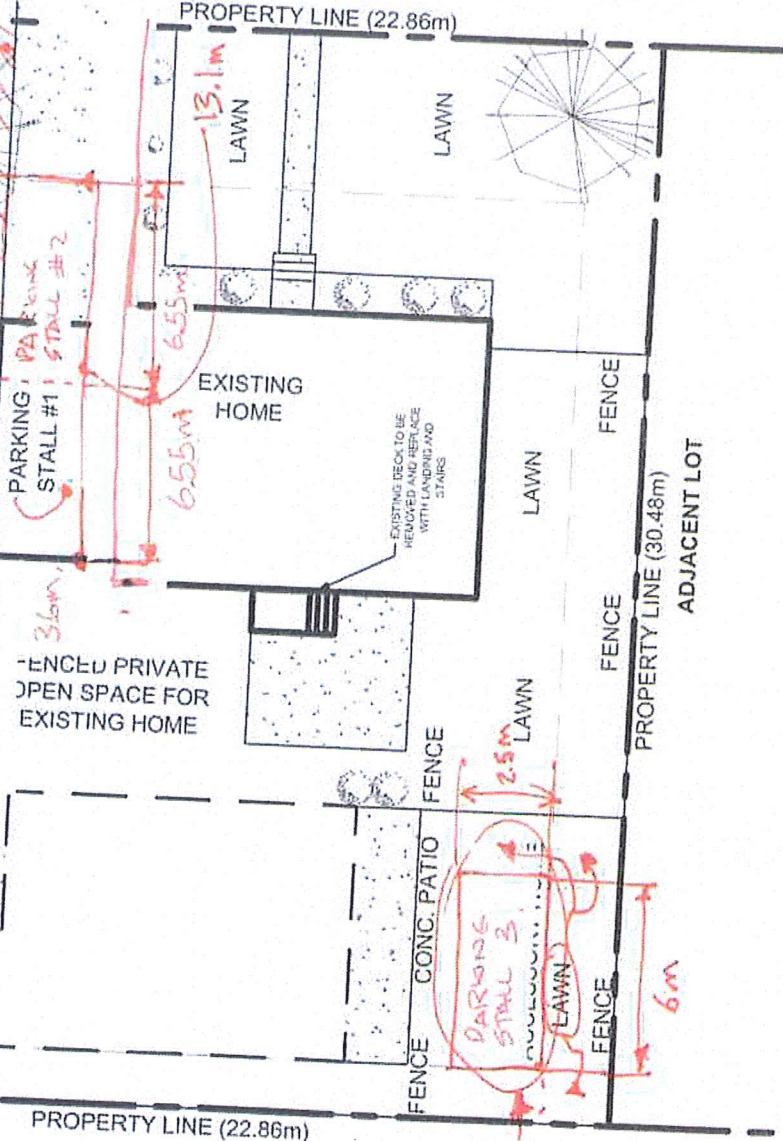 PROPERTY LINE (22.86m)
13.1m
LAWN
LAWN
PARKING
STALL #2
6.55m
PARKING
STALL #1
6.55m
EXISTING
HOME
EXISTING DECK TO BE
REMOVED AND REPLACE
WITH LANDING AND
STAIRS
FENCE
LAWN
PROPERTY LINE (30.48m)
ADJACENT LOT
3.6m
FENCED PRIVATE
OPEN SPACE FOR
EXISTING HOME
FENCE
LAWN
2.5m
FENCE
CONC. PATIO
PARKING
STALL 3
LAWN
6m
FENCE
FENCE
PROPERTY LINE (22.86m)